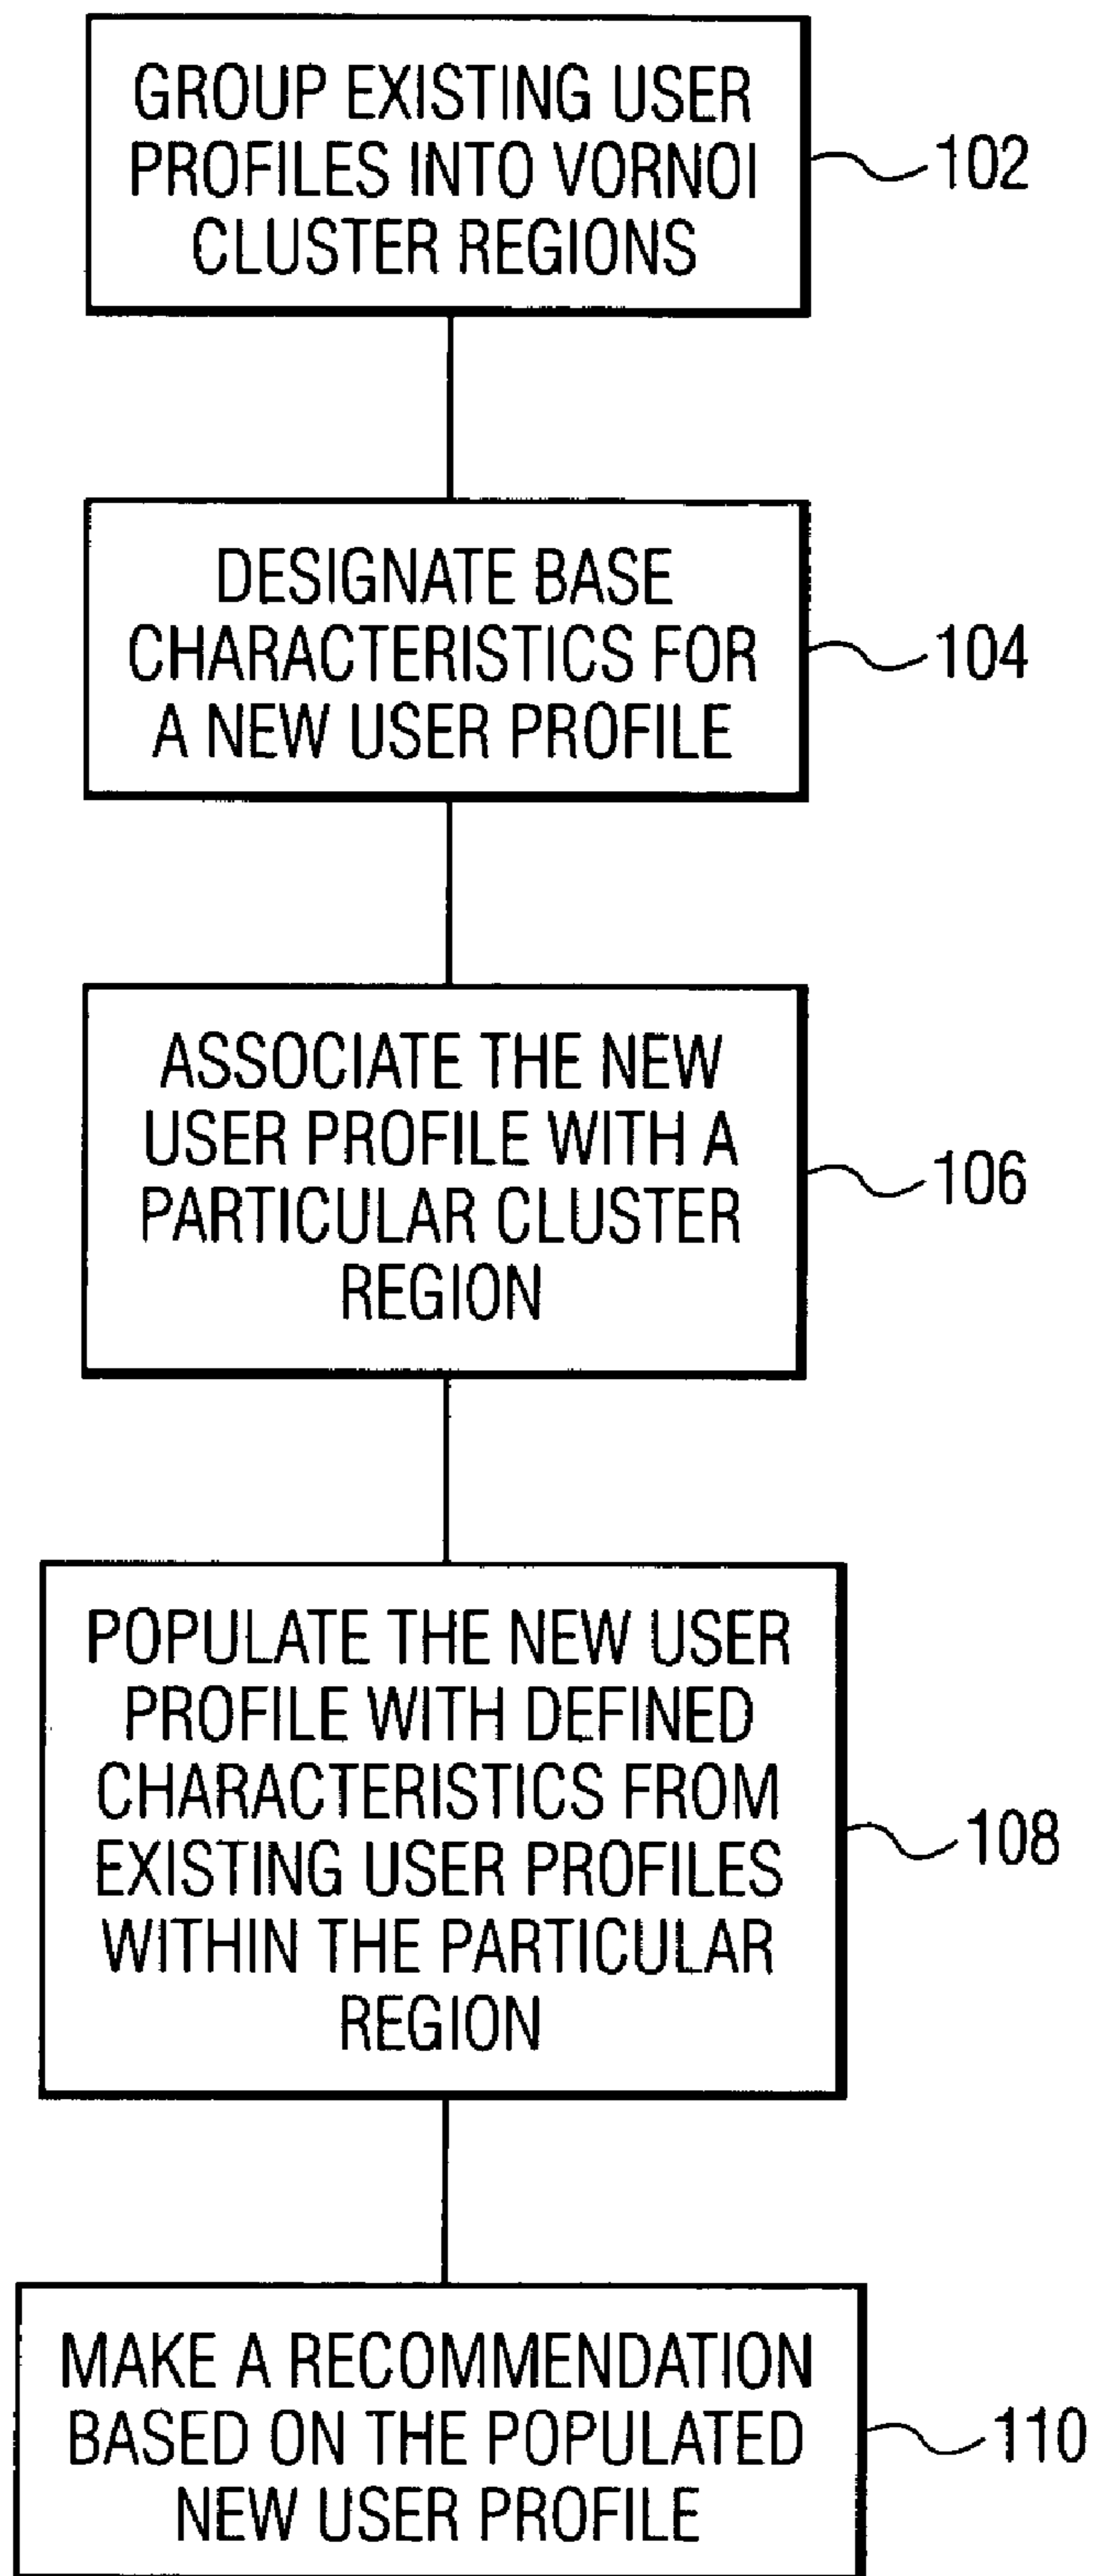 GROUP EXISTING USER
PROFILES INTO VORNOI
CLUSTER REGIONS
102
DESIGNATE BASE
CHARACTERISTICS FOR
A NEW USER PROFILE
104
ASSOCIATE THE NEW
USER PROFILE WITH A
PARTICULAR CLUSTER
REGION
106
POPULATE THE NEW USER
PROFILE WITH DEFINED
CHARACTERISTICS FROM
EXISTING USER PROFILES
WITHIN THE PARTICULAR
REGION
108
MAKE A RECOMMENDATION
BASED ON THE POPULATED
NEW USER PROFILE
110